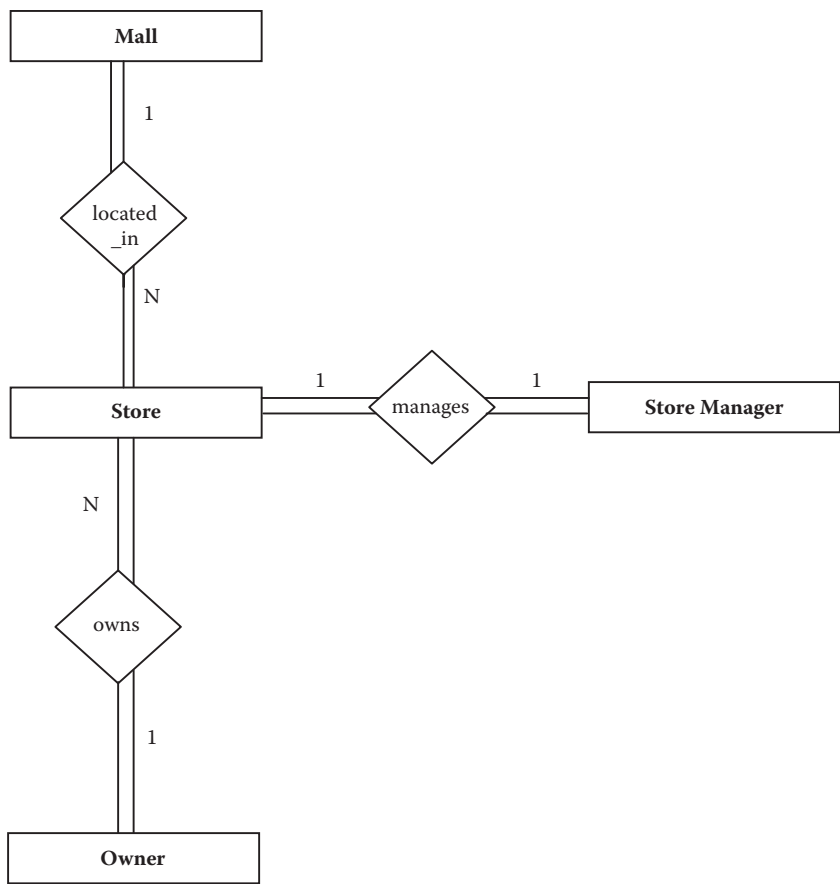 Mall
1
located
_in
N
Store
1
manages
1
Store Manager
N
owns
1
Owner